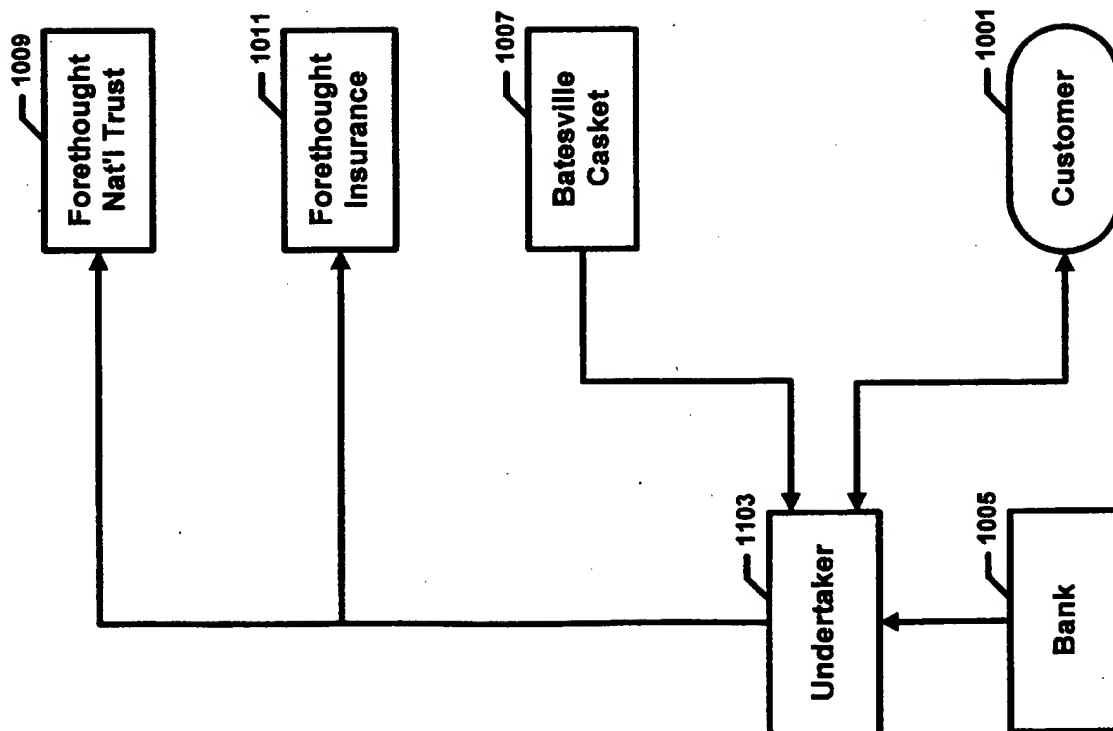 1009
Forethought
Nat'l Trust
1011
Forethought
Insurance
1007
Batesville
Casket
1001
Customer
1103
Undertaker
1005
Bank